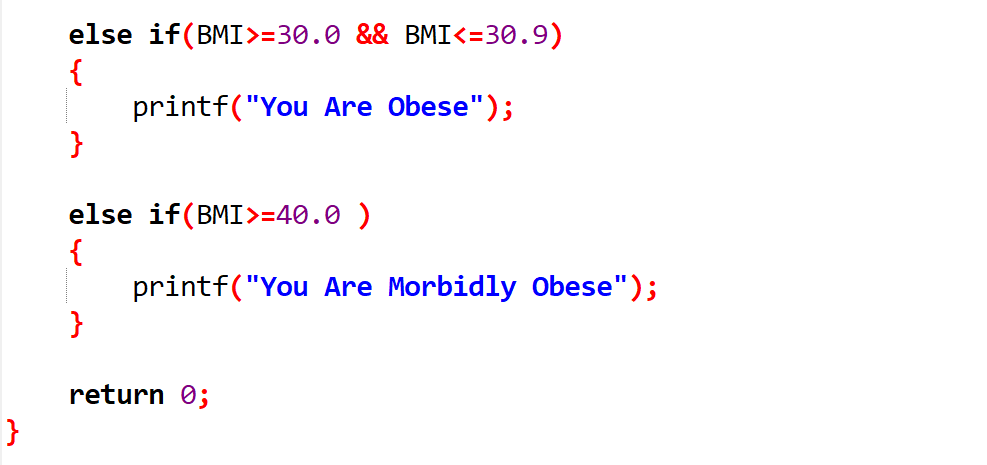 else if(BMI>=30.0 && BMI<=30.9)
{
printf("You Are Obese");
}
else if(BMI>=40.0 )
{
printf("You Are Morbidly Obese");
}
return 0;
}